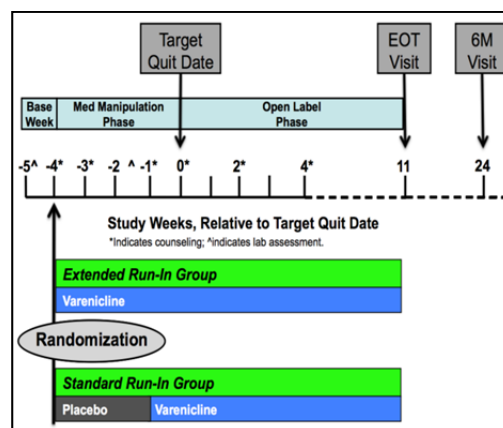 Target
Quit Date
EOT
Visit
6M
Visit
Base
Week
Med Manipulation
Phase
Open Label
Phase
-5^ -4* -3* -2 ^ -1* 0* 2* 4* 11 24
Study Weeks, Relative to Target Quit Date
*Indicates counseling; ^indicates lab assessment.
Extended Run-In Group
Varenicline
Randomization
Standard Run-In Group
Placebo Varenicline